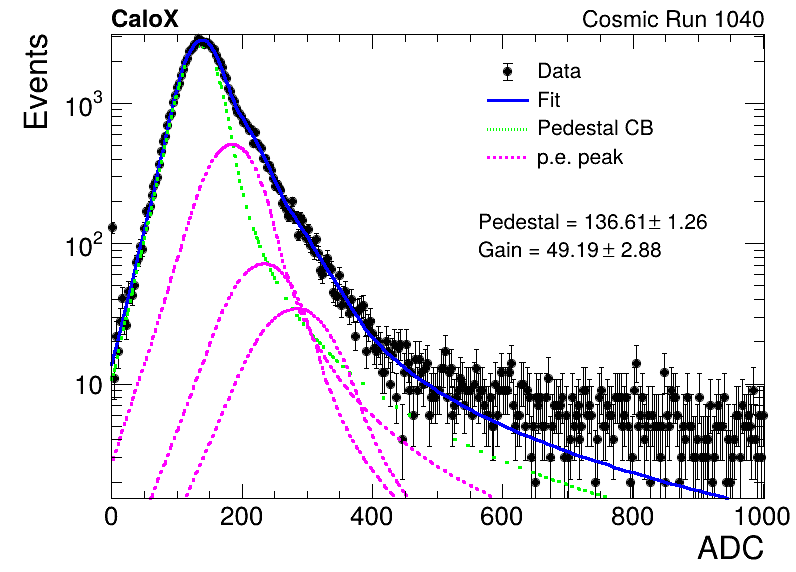 CaloX Cosmic Run 1040
Events
Data
Fit
Pedestal CB
p.e. peak
Pedestal = 136.61± 1.26
Gain = 49.19 ± 2.88
10³
10²
10
0 200 400 600 800 1000
ADC